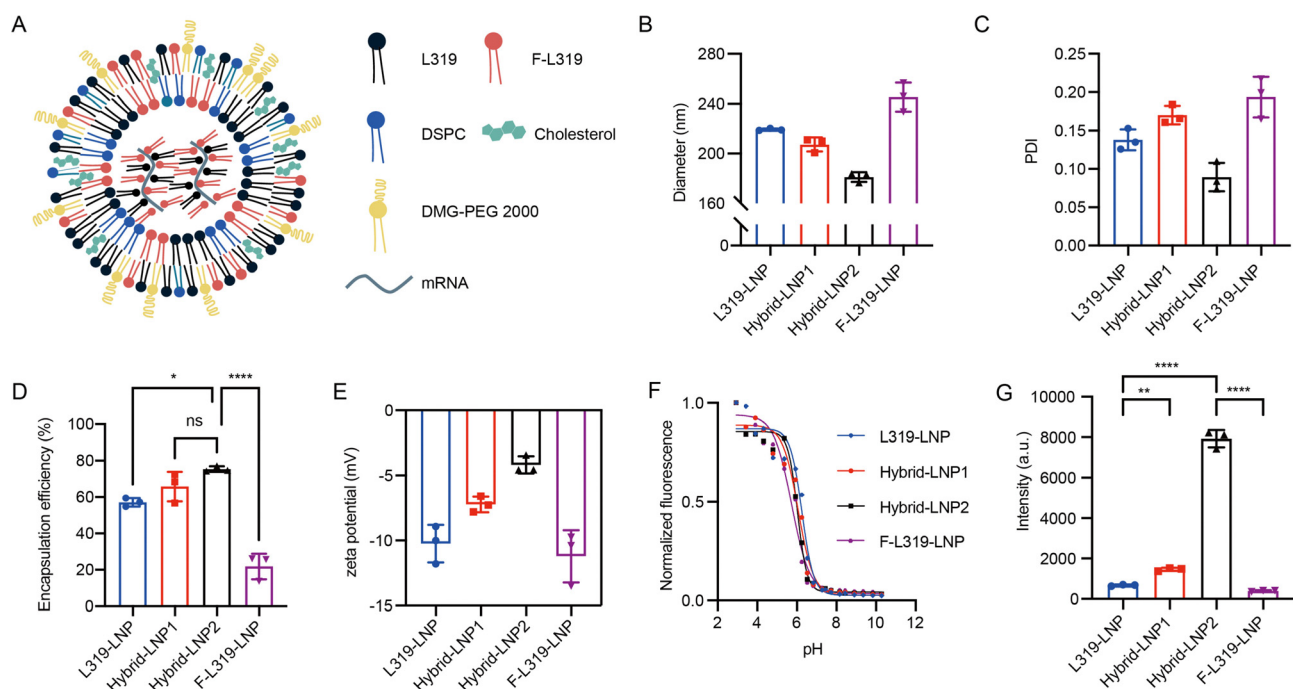 A
L319
F-L319
DSPC
Cholesterol
DMG-PEG 2000
mRNA
B
Diameter (nm)
280
240
200
160
0
L319-LNP
Hybrid-LNP1
Hybrid-LNP2
F-L319-LNP
C
PDI
0.25
0.20
0.15
0.10
0.05
0.00
L319-LNP
Hybrid-LNP1
Hybrid-LNP2
F-L319-LNP
D
Encapsulation efficiency (%)
100
80
60
40
20
0
*
****
ns
L319-LNP
Hybrid-LNP1
Hybrid-LNP2
F-L319-LNP
E
zeta potential (mV)
0
-5
-10
-15
L319-LNP
Hybrid-LNP1
Hybrid-LNP2
F-L319-LNP
F
Normalized fluorescence
1.0
0.5
0.0
4
6
8
10
12
pH
L319-LNP
Hybrid-LNP1
Hybrid-LNP2
F-L319-LNP
G
Intensity (a.u.)
10000
8000
6000
4000
2000
0
****
**
****
L319-LNP
Hybrid-LNP1
Hybrid-LNP2
F-L319-LNP